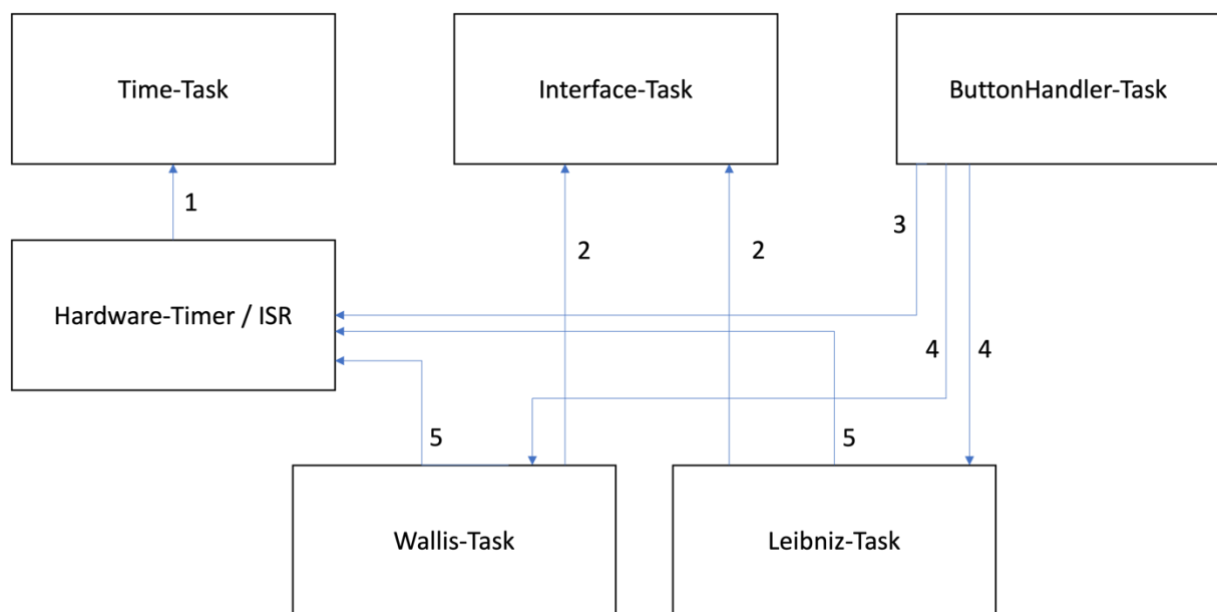 Time-Task
Interface-Task
ButtonHandler-Task
1
2
2
3
Hardware-Timer / ISR
4
4
5
5
Wallis-Task
Leibniz-Task